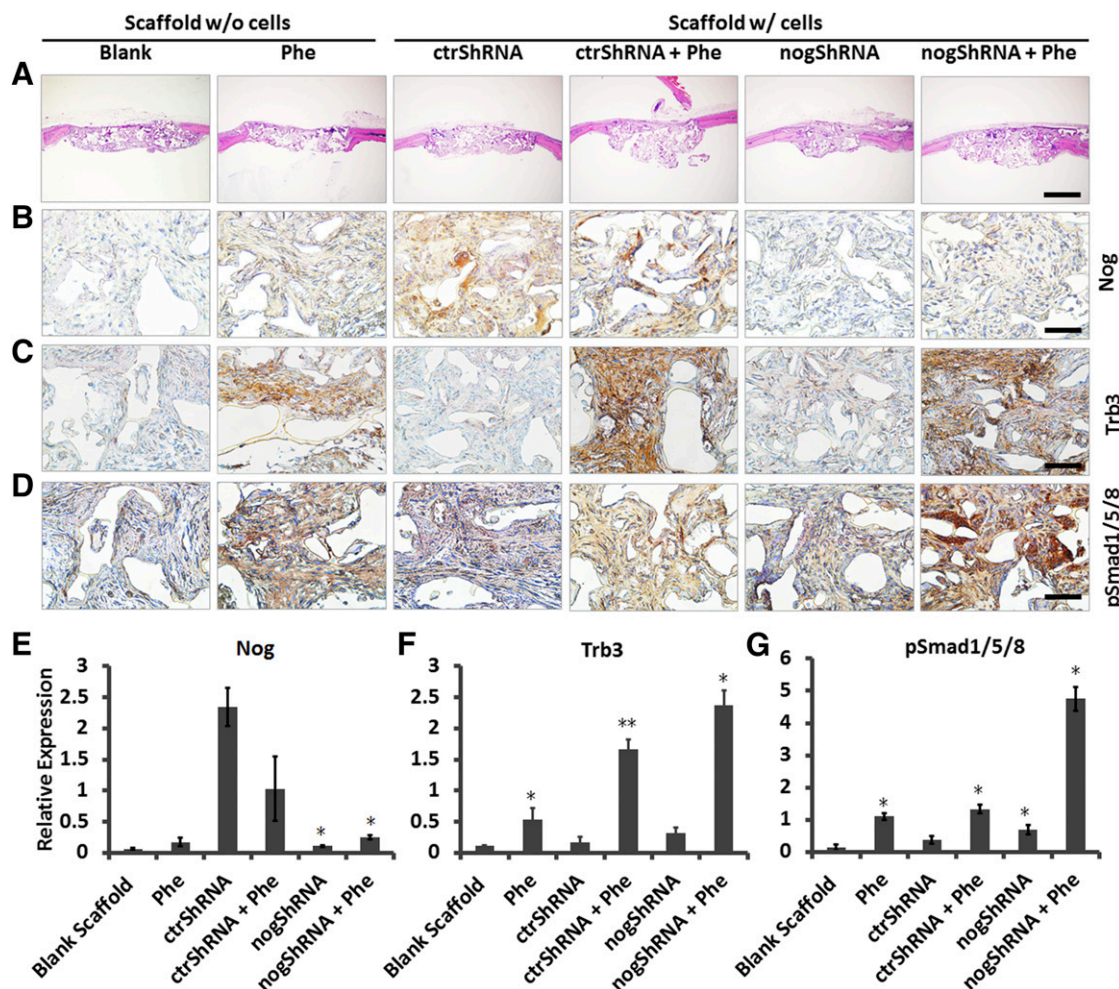 Scaffold w/o cells
Scaffold w/ cells
Blank
Phe
ctrShRNA
ctrShRNA + Phe
nogShRNA
nogShRNA + Phe
A
B
Nog
C
Trb3
D
pSmad1/5/8
E
Nog
Relative Expression
3
2.5
2
1.5
1
0.5
0
*
*
Blank Scaffold
Phe
ctrShRNA
ctrShRNA + Phe
nogShRNA
nogShRNA + Phe
F
Trb3
3
2.5
2
1.5
1
0.5
0
*
**
*
Blank Scaffold
Phe
ctrShRNA
ctrShRNA + Phe
nogShRNA
nogShRNA + Phe
G
pSmad1/5/8
6
5
4
3
2
1
0
*
*
*
*
Blank Scaffold
Phe
ctrShRNA
ctrShRNA + Phe
nogShRNA
nogShRNA + Phe